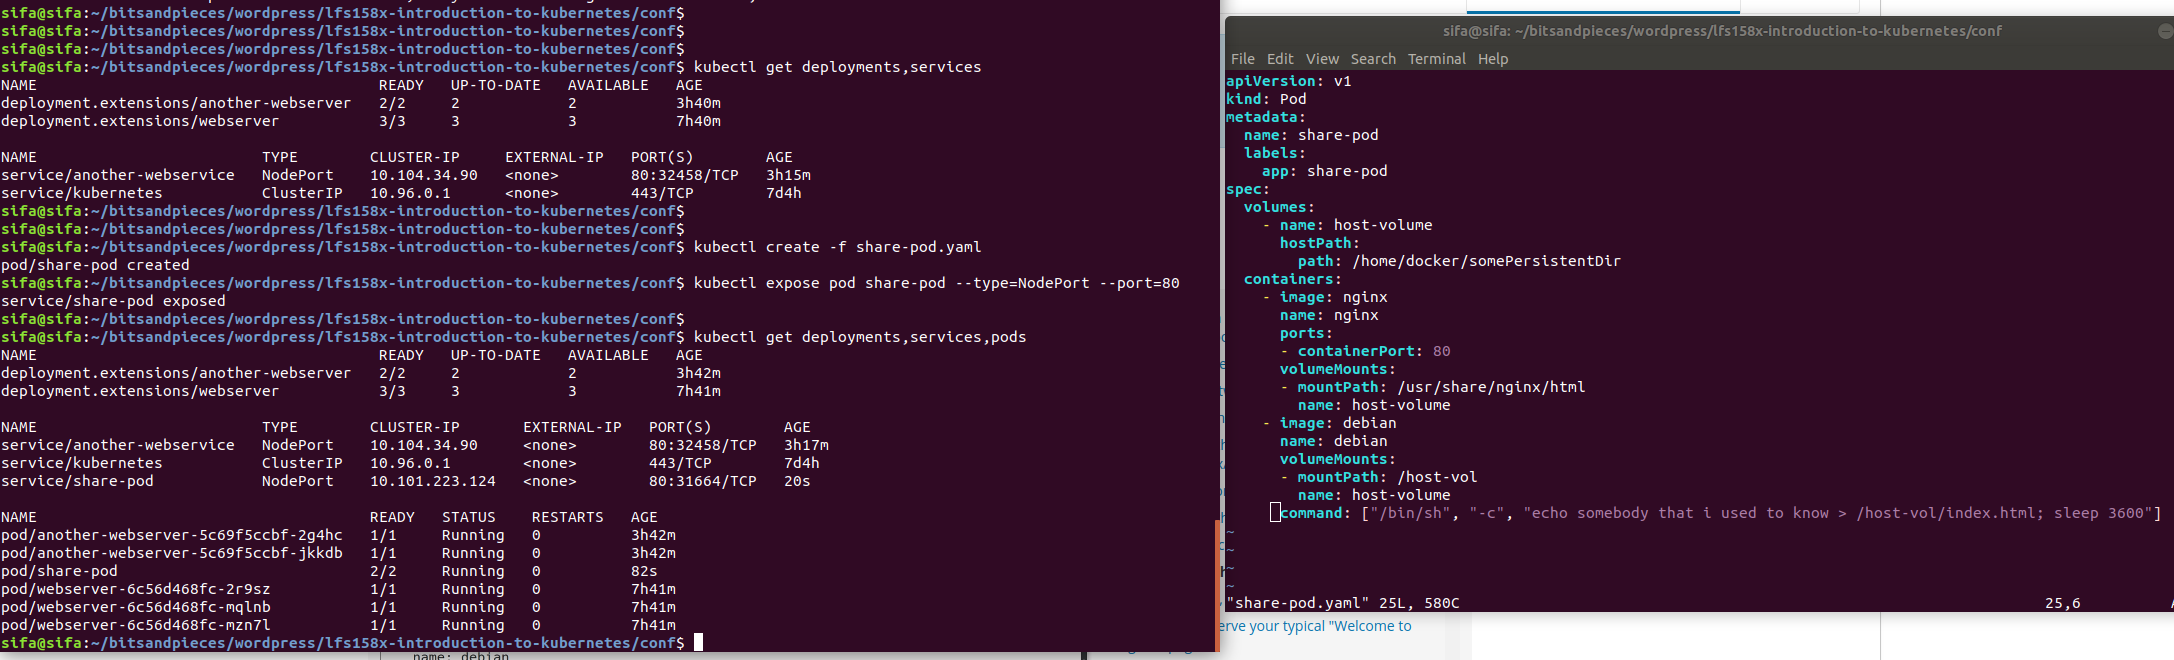 sifa@sifa:~/bitsandpieces/wordpress/lfs158x-introduction-to-kubernetes/conf$
sifa@sifa:~/bitsandpieces/wordpress/lfs158x-introduction-to-kubernetes/conf$
sifa@sifa:~/bitsandpieces/wordpress/lfs158x-introduction-to-kubernetes/conf$
sifa@sifa:~/bitsandpieces/wordpress/lfs158x-introduction-to-kubernetes/conf$ kubectl get deployments,services
NAME READY UP-TO-DATE AVAILABLE AGE
deployment.extensions/another-webserver 2/2 2 2 3h40m
deployment.extensions/webserver 3/3 3 3 7h40m
NAME TYPE CLUSTER-IP EXTERNAL-IP PORT(S) AGE
service/another-webservice NodePort 10.104.34.90 <none> 80:32458/TCP 3h15m
service/kubernetes ClusterIP 10.96.0.1 <none> 443/TCP 7d4h
sifa@sifa:~/bitsandpieces/wordpress/lfs158x-introduction-to-kubernetes/conf$
sifa@sifa:~/bitsandpieces/wordpress/lfs158x-introduction-to-kubernetes/conf$
sifa@sifa:~/bitsandpieces/wordpress/lfs158x-introduction-to-kubernetes/conf$ kubectl create -f share-pod.yaml
pod/share-pod created
sifa@sifa:~/bitsandpieces/wordpress/lfs158x-introduction-to-kubernetes/conf$ kubectl expose pod share-pod --type=NodePort --port=80
service/share-pod exposed
sifa@sifa:~/bitsandpieces/wordpress/lfs158x-introduction-to-kubernetes/conf$
sifa@sifa:~/bitsandpieces/wordpress/lfs158x-introduction-to-kubernetes/conf$ kubectl get deployments,services,pods
NAME READY UP-TO-DATE AVAILABLE AGE
deployment.extensions/another-webserver 2/2 2 2 3h42m
deployment.extensions/webserver 3/3 3 3 7h41m
NAME TYPE CLUSTER-IP EXTERNAL-IP PORT(S) AGE
service/another-webservice NodePort 10.104.34.90 <none> 80:32458/TCP 3h17m
service/kubernetes ClusterIP 10.96.0.1 <none> 443/TCP 7d4h
service/share-pod NodePort 10.101.223.124 <none> 80:31664/TCP 20s
NAME READY STATUS RESTARTS AGE
pod/another-webserver-5c69f5ccbf-2g4hc 1/1 Running 0 3h42m
pod/another-webserver-5c69f5ccbf-jkkdb 1/1 Running 0 3h42m
pod/share-pod 2/2 Running 0 82s
pod/webserver-6c56d468fc-2r9sz 1/1 Running 0 7h41m
pod/webserver-6c56d468fc-mqlnb 1/1 Running 0 7h41m
pod/webserver-6c56d468fc-mzn7l 1/1 Running 0 7h41m
sifa@sifa:~/bitsandpieces/wordpress/lfs158x-introduction-to-kubernetes/conf$
name: debian
sifa@sifa: ~/bitsandpieces/wordpress/lfs158x-introduction-to-kubernetes/conf
File Edit View Search Terminal Help
apiVersion: v1
kind: Pod
metadata:
  name: share-pod
  labels:
    app: share-pod
spec:
  volumes:
    - name: host-volume
      hostPath:
        path: /home/docker/somePersistentDir
  containers:
    - image: nginx
      name: nginx
      ports:
      - containerPort: 80
      volumeMounts:
      - mountPath: /usr/share/nginx/html
        name: host-volume
    - image: debian
      name: debian
      volumeMounts:
      - mountPath: /host-vol
        name: host-volume
      command: ["/bin/sh", "-c", "echo somebody that i used to know > /host-vol/index.html; sleep 3600"]
~
~
~
~
"share-pod.yaml" 25L, 580C 25,6
your typical "Welcome to